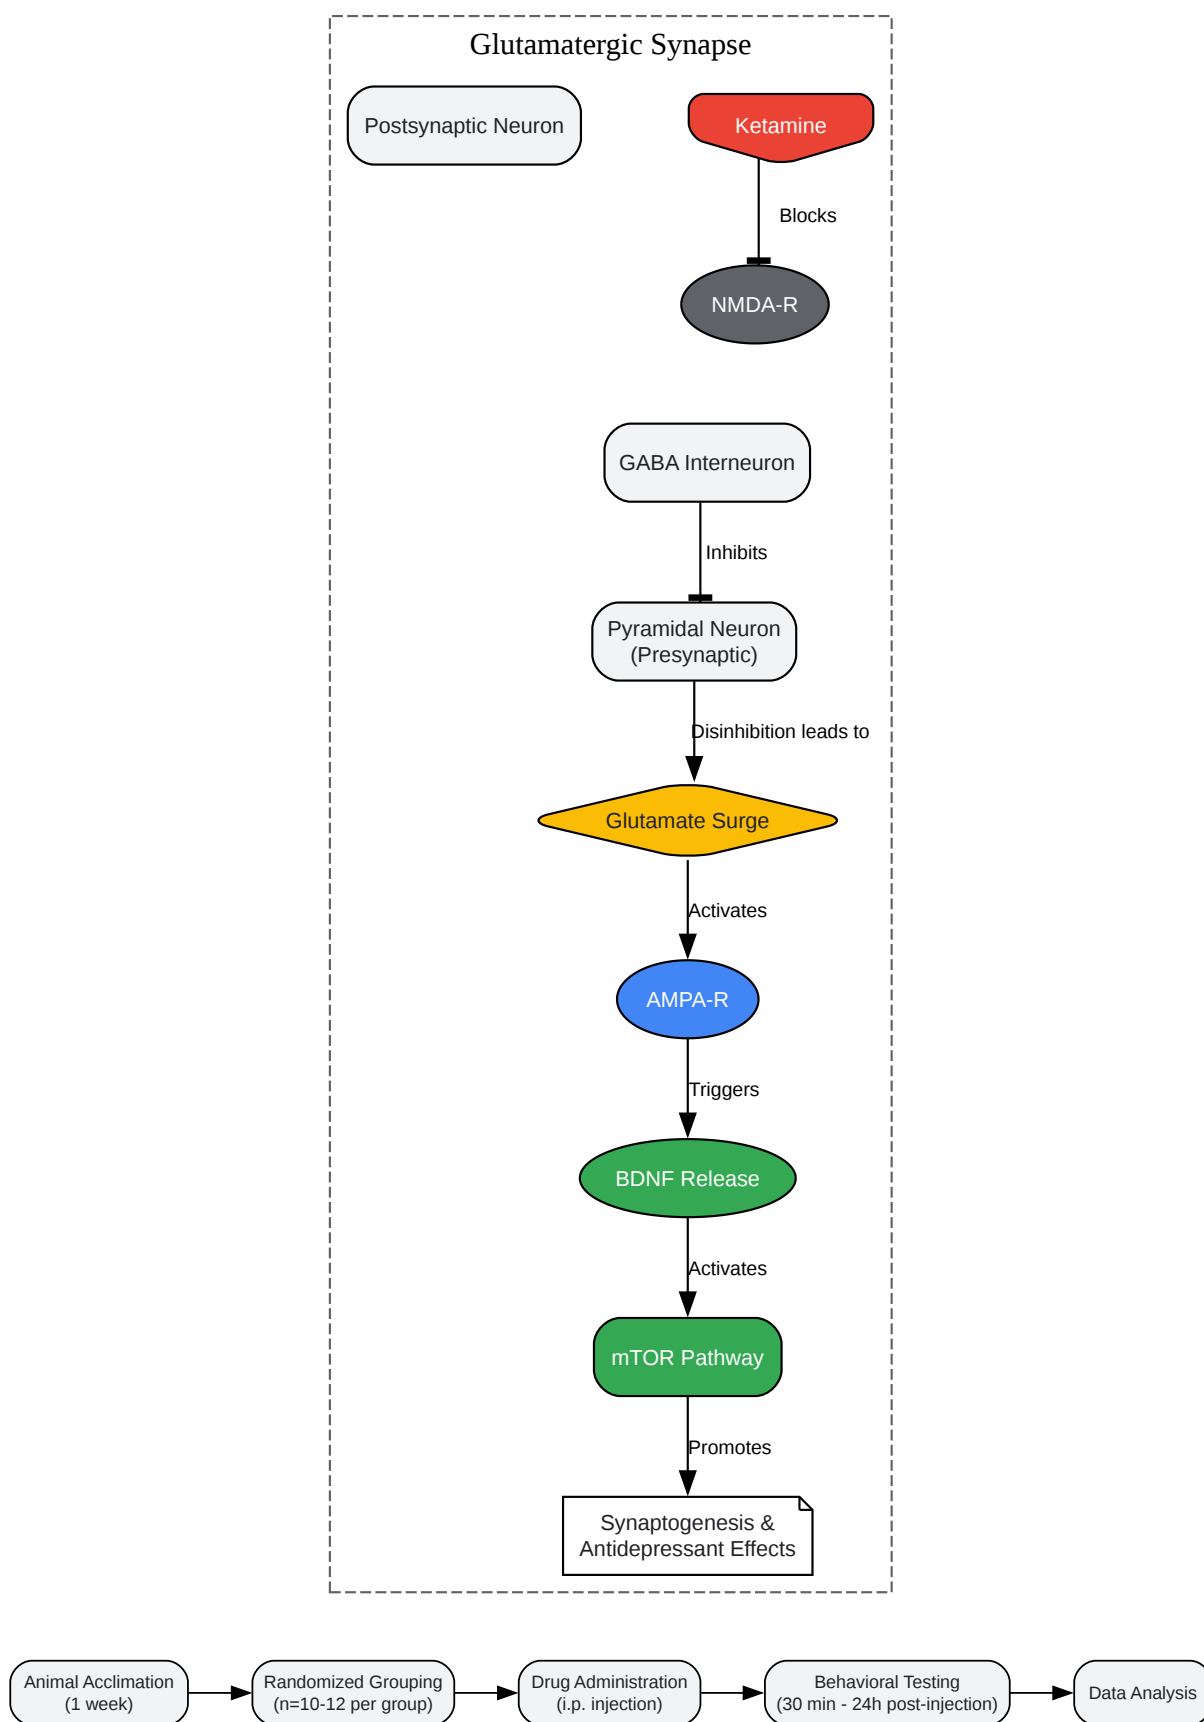 Glutamatergic Synapse
Postsynaptic Neuron
Ketamine
Blocks
NMDA-R
GABA Interneuron
Inhibits
Pyramidal Neuron
(Presynaptic)
Disinhibition leads to
Glutamate Surge
Activates
AMPA-R
Triggers
BDNF Release
Activates
mTOR Pathway
Promotes
Synaptogenesis &
Antidepressant Effects
Animal Acclimation
(1 week)
Randomized Grouping
(n=10-12 per group)
Drug Administration
(i.p. injection)
Behavioral Testing
(30 min - 24h post-injection)
Data Analysis